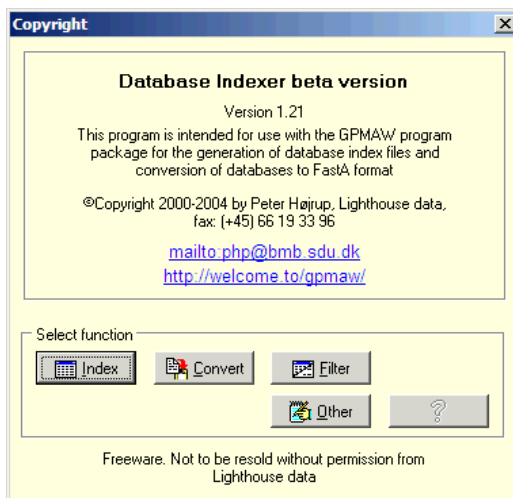 Copyright
Database Indexer beta version
Version 1.21
This program is intended for use with the GPMAW program
package for the generation of database index files and
conversion of databases to FastA format
©Copyright 2000-2004 by Peter Højrup, Lighthouse data,
fax: (+45) 66 19 33 96
mailto:php@bmb.sdu.dk
http://welcome.to/gpmaw/
Select function
Index Convert Filter
Other ?
Freeware. Not to be resold without permission from
Lighthouse data